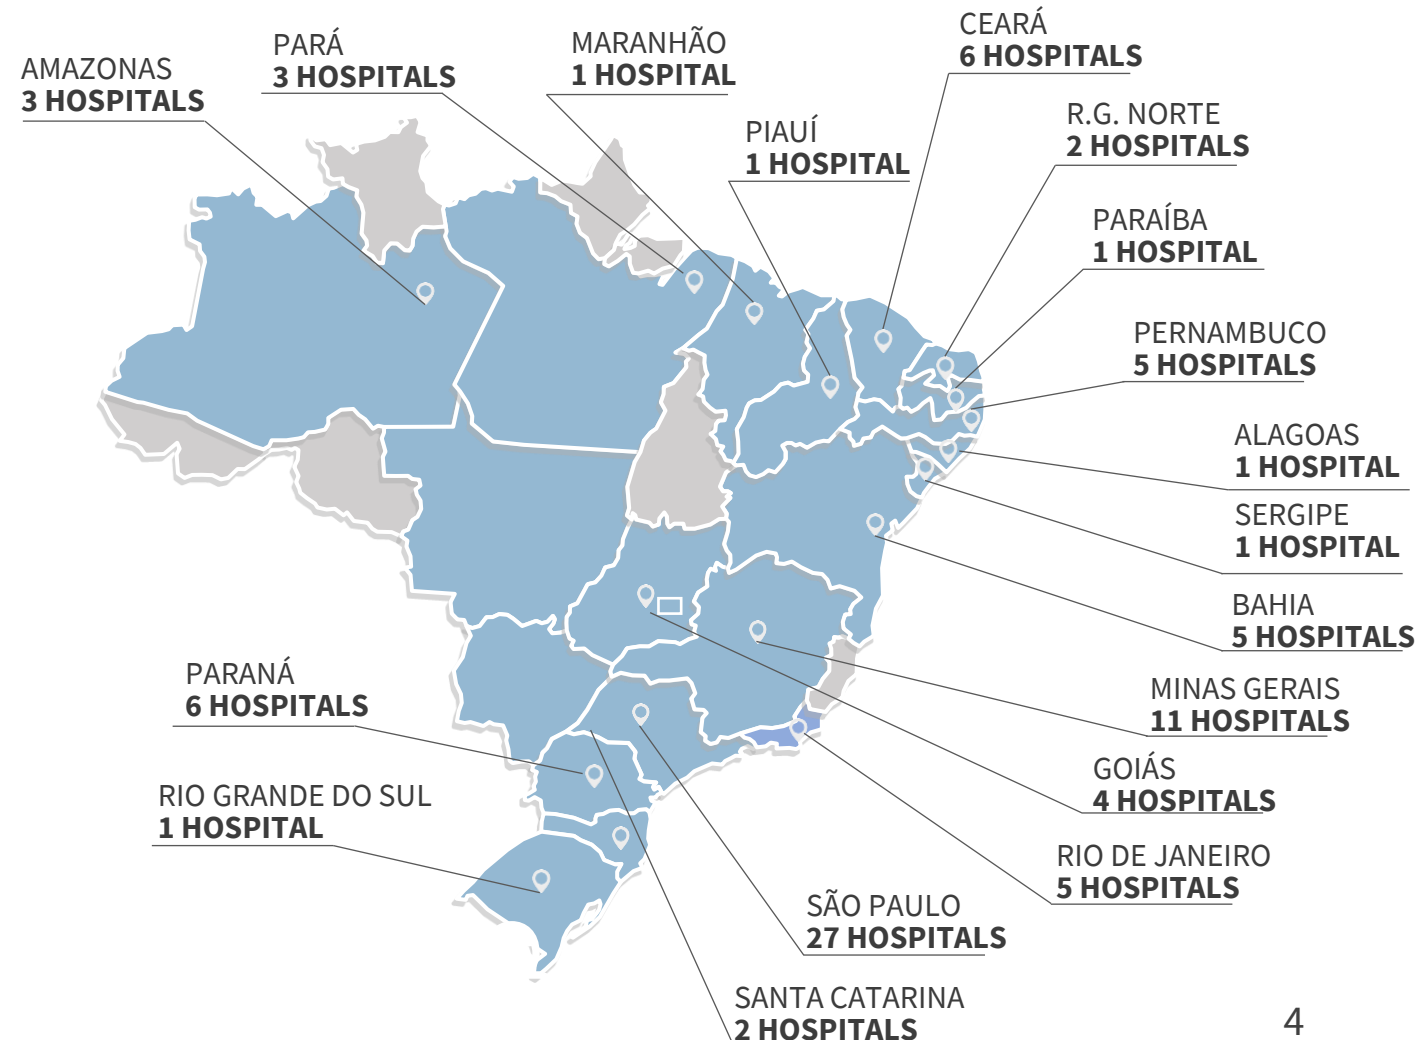 AMAZONAS
3 HOSPITALS
PARÁ
3 HOSPITALS
MARANHÃO
1 HOSPITAL
CEARÁ
6 HOSPITALS
PIAUÍ
1 HOSPITAL
R.G. NORTE
2 HOSPITALS
PARAÍBA
1 HOSPITAL
PERNAMBUCO
5 HOSPITALS
ALAGOAS
1 HOSPITAL
SERGIPE
1 HOSPITAL
BAHIA
5 HOSPITALS
MINAS GERAIS
11 HOSPITALS
GOIÁS
4 HOSPITALS
RIO DE JANEIRO
5 HOSPITALS
PARANÁ
6 HOSPITALS
RIO GRANDE DO SUL
1 HOSPITAL
SÃO PAULO
27 HOSPITALS
SANTA CATARINA
2 HOSPITALS
4